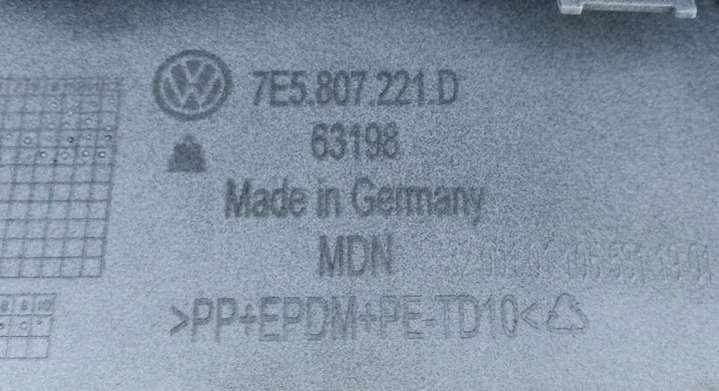 7E5.807.221.D
63198
Made in Germany
MDN
>PP+EPDM+PE-TD10<